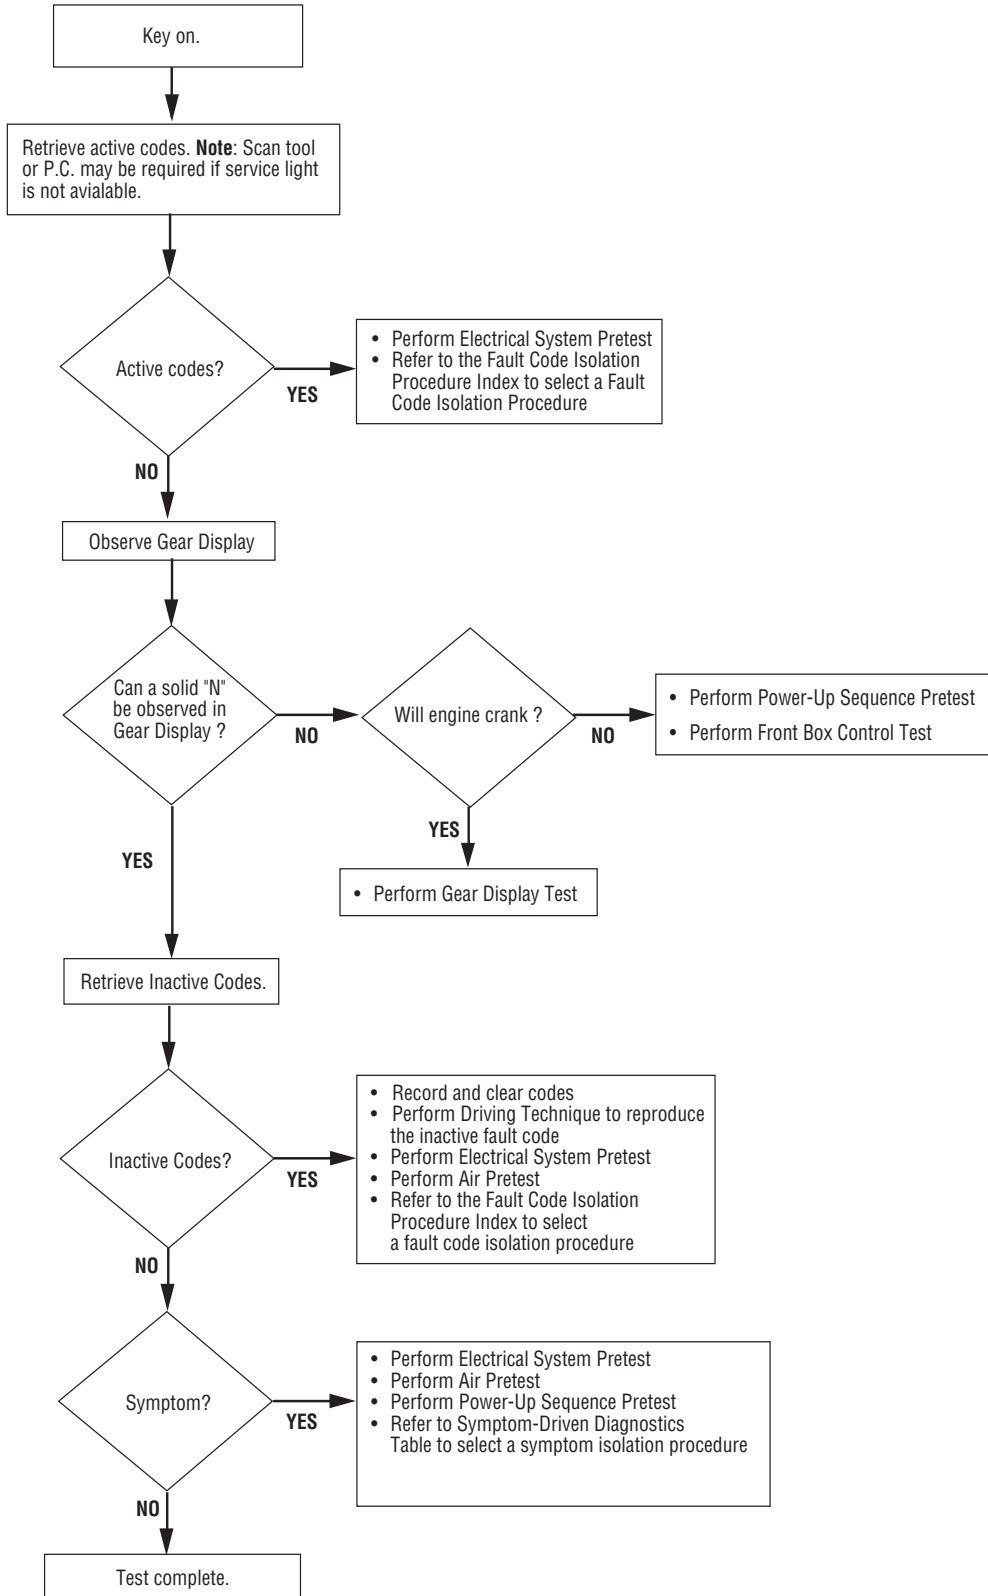 Key on.
Retrieve active codes. Note: Scan tool
or P.C. may be required if service light
is not avialable.
Active codes?
YES
• Perform Electrical System Pretest
• Refer to the Fault Code Isolation
Procedure Index to select a Fault
Code Isolation Procedure
NO
Observe Gear Display
Can a solid "N"
be observed in
Gear Display ?
NO
Will engine crank ?
NO
• Perform Power-Up Sequence Pretest
• Perform Front Box Control Test
YES
• Perform Gear Display Test
YES
Retrieve Inactive Codes.
Inactive Codes?
YES
• Record and clear codes
• Perform Driving Technique to reproduce
the inactive fault code
• Perform Electrical System Pretest
• Perform Air Pretest
• Refer to the Fault Code Isolation
Procedure Index to select
a fault code isolation procedure
NO
Symptom?
YES
• Perform Electrical System Pretest
• Perform Air Pretest
• Perform Power-Up Sequence Pretest
• Refer to Symptom-Driven Diagnostics
Table to select a symptom isolation procedure
NO
Test complete.